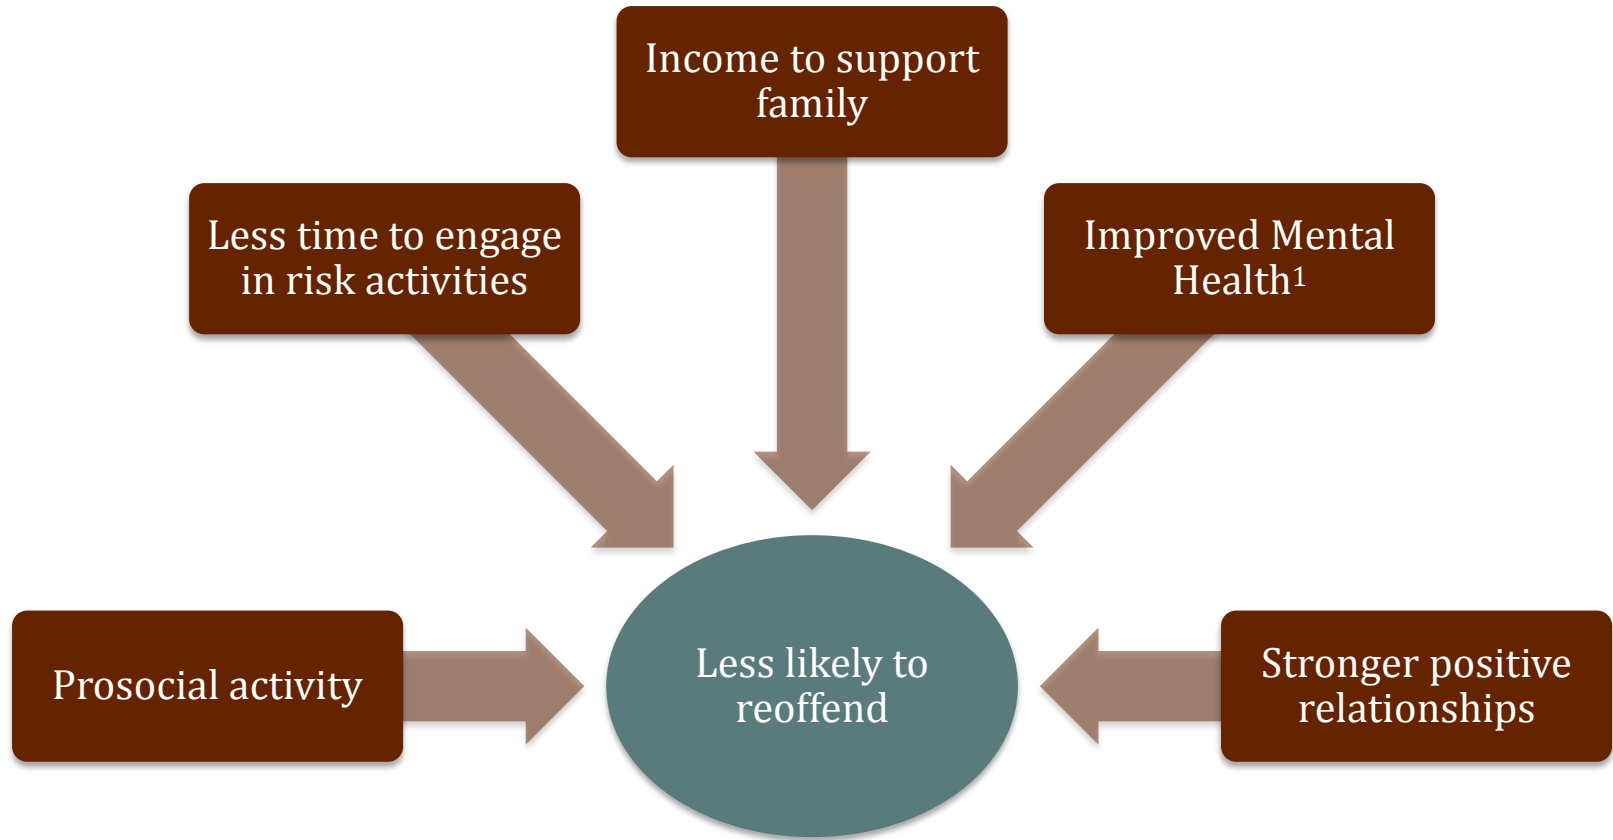 Income to support
family
Less time to engage
in risk activities
Improved Mental
Health¹
Prosocial activity
Less likely to
reoffend
Stronger positive
relationships